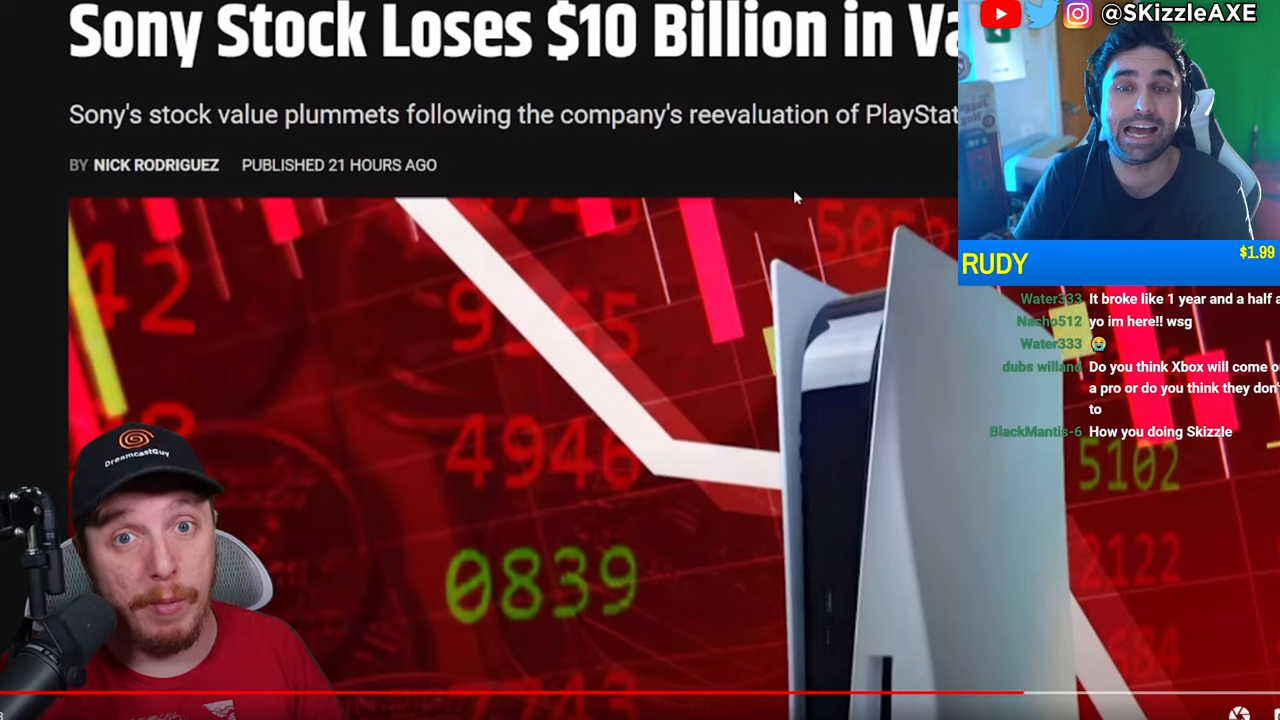 Sony Stock Loses $10 Billion in Va
Sony's stock value plummets following the company's reevaluation of PlayStat
BY NICK RODRIGUEZ PUBLISHED 21 HOURS AGO
@SKizzleAXE
RUDY $1.99
Water333 It broke like 1 year and a half a
Nacho512 yo im here!! wsg
Water333 😭
dubs willand Do you think Xbox will come o
a pro or do you think they don'
to
BlackMantis-6 How you doing Skizzle
42
4946
0839
5102
2122
684
DreamcastGuy